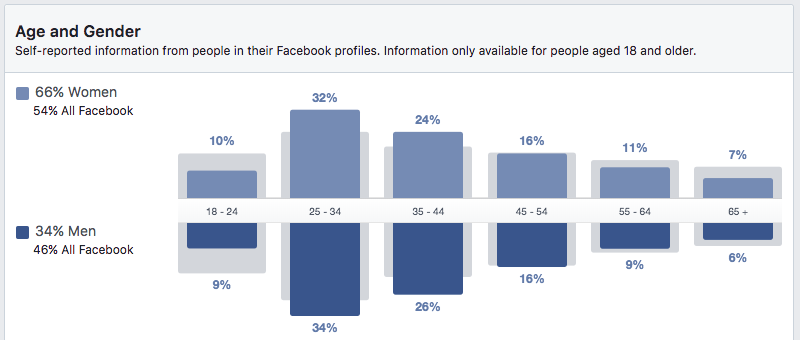 Age and Gender
Self-reported information from people in their Facebook profiles. Information only available for people aged 18 and older.
66% Women
54% All Facebook
10%
32%
24%
16%
11%
7%
18 - 24
25 - 34
35 - 44
45 - 54
55 - 64
65 +
34% Men
46% All Facebook
9%
34%
26%
16%
9%
6%